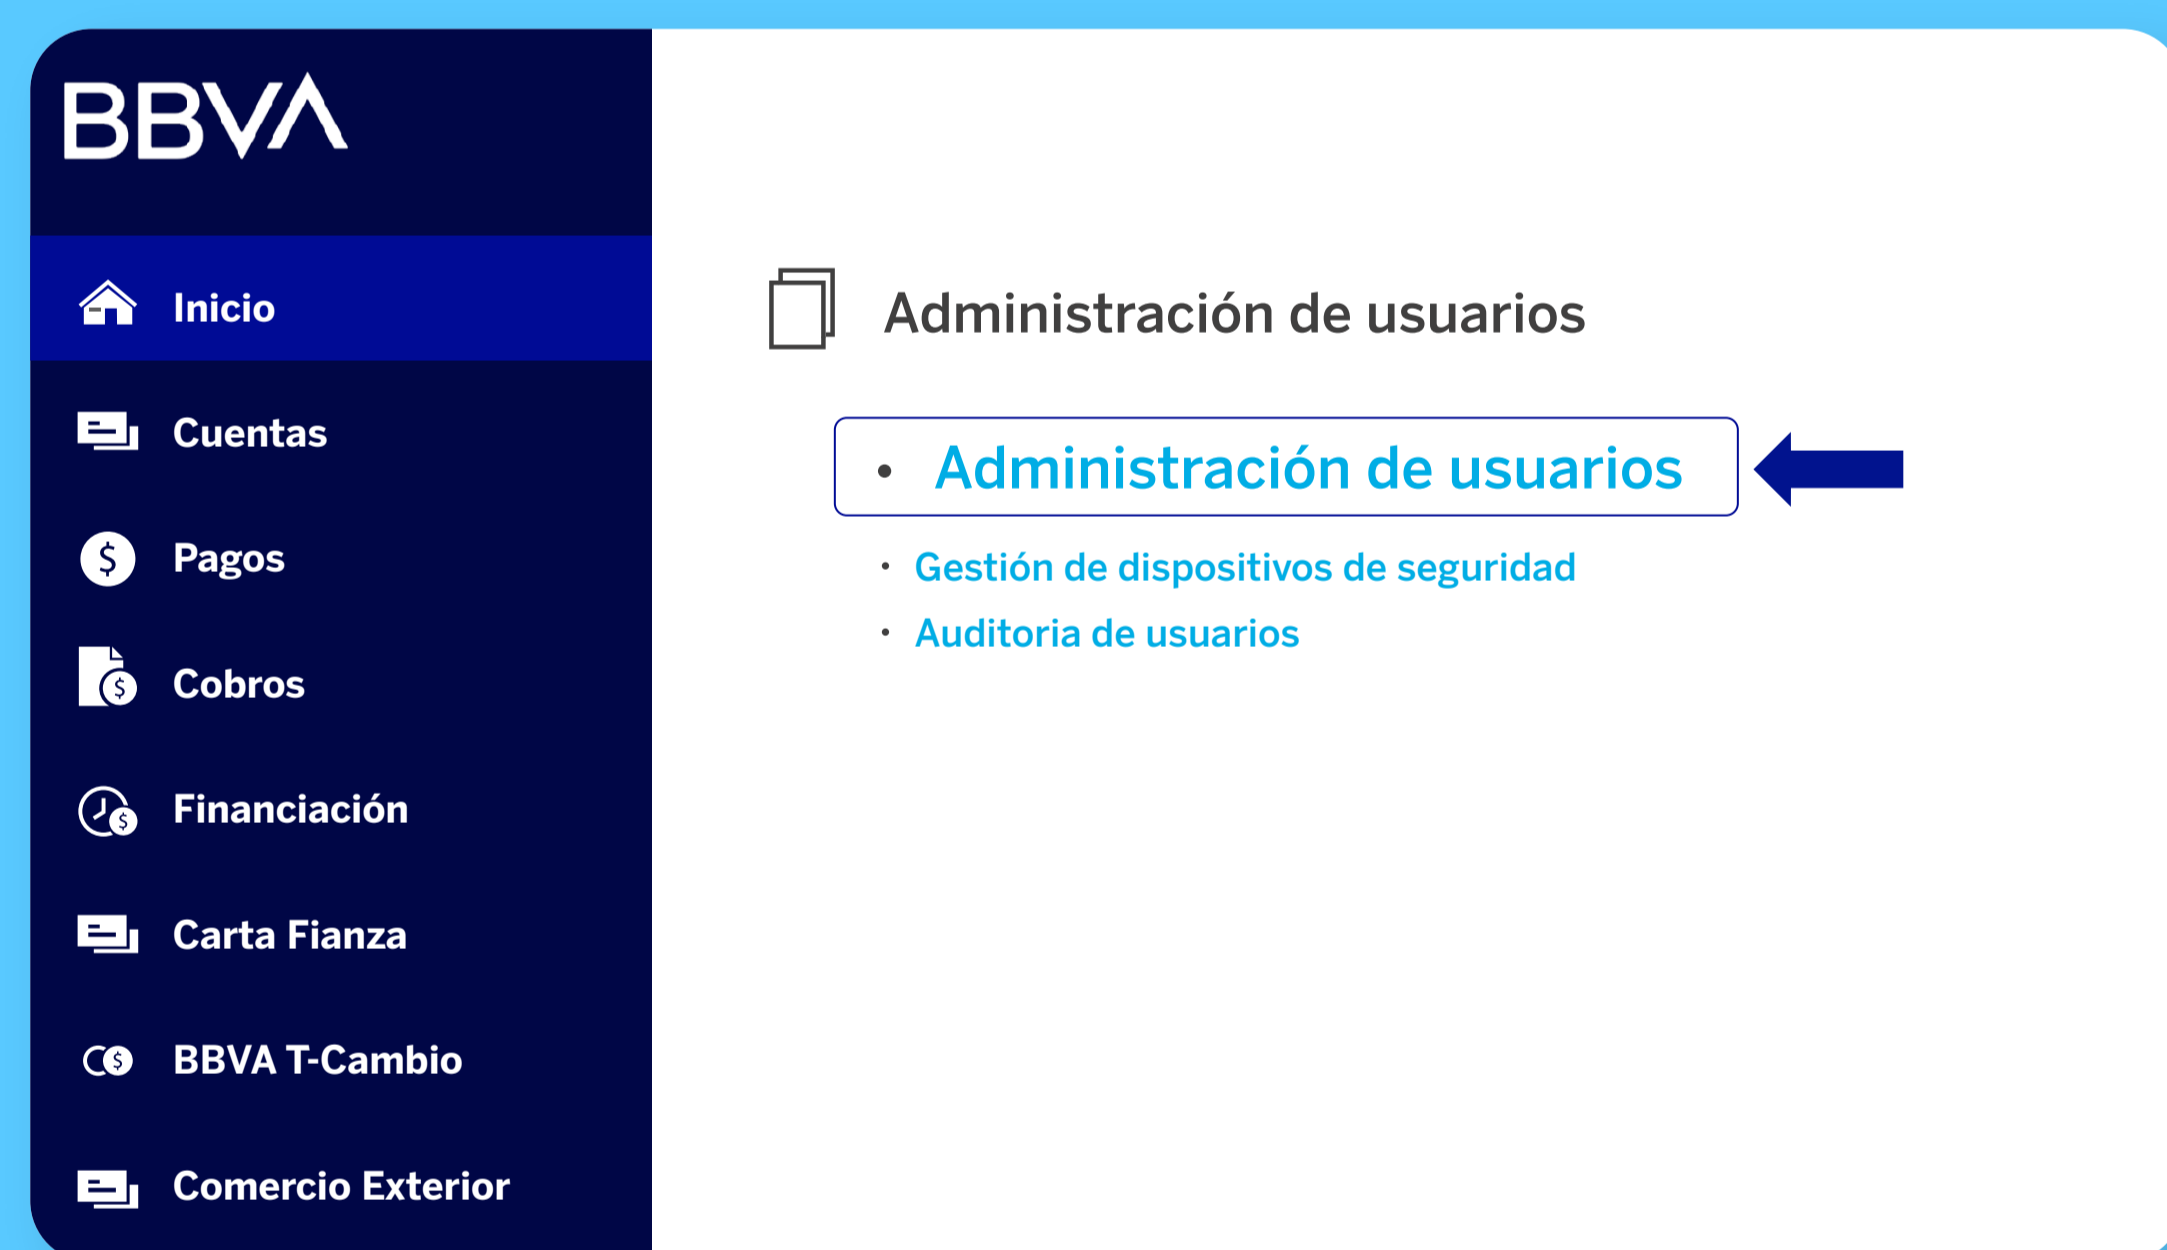 BBVA
Inicio
Cuentas
Pagos
Cobros
Financiación
Carta Fianza
BBVA T-Cambio
Comercio Exterior
Administración de usuarios
• Administración de usuarios
• Gestión de dispositivos de seguridad
• Auditoria de usuarios